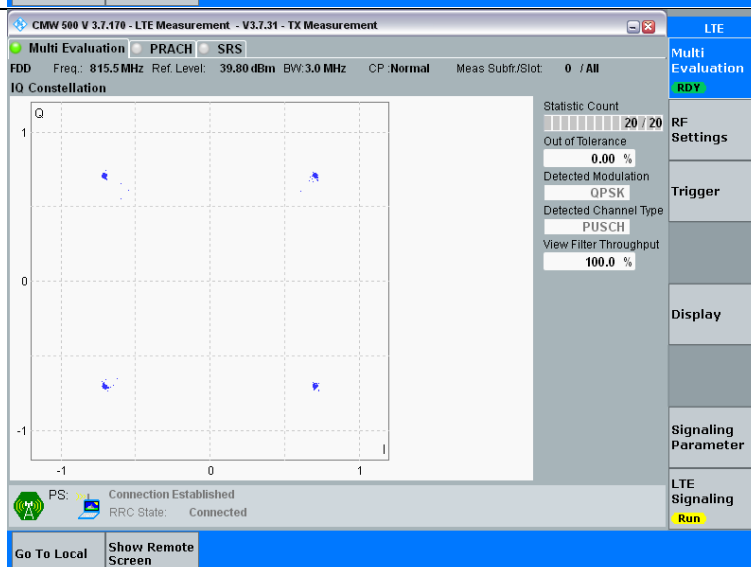 CMW 500 V 3.7.170 - LTE Measurement - V3.7.31 - TX Measurement
LTE
Multi Evaluation PRACH SRS
FDD Freq.: 815.5 MHz Ref. Level: 39.80 dBm BW: 3.0 MHz CP : Normal Meas Subfr./Slot: 0 / All
IQ Constellation
Q
1
0
-1
I
-1 0 1
Statistic Count
20 / 20
Out of Tolerance
0.00 %
Detected Modulation
QPSK
Detected Channel Type
PUSCH
View Filter Throughput
100.0 %
PS: Connection Established
RRC State: Connected
Multi
Evaluation
RDY
RF
Settings
Trigger
Display
Signaling
Parameter
LTE
Signaling
Run
Go To Local
Show Remote
Screen